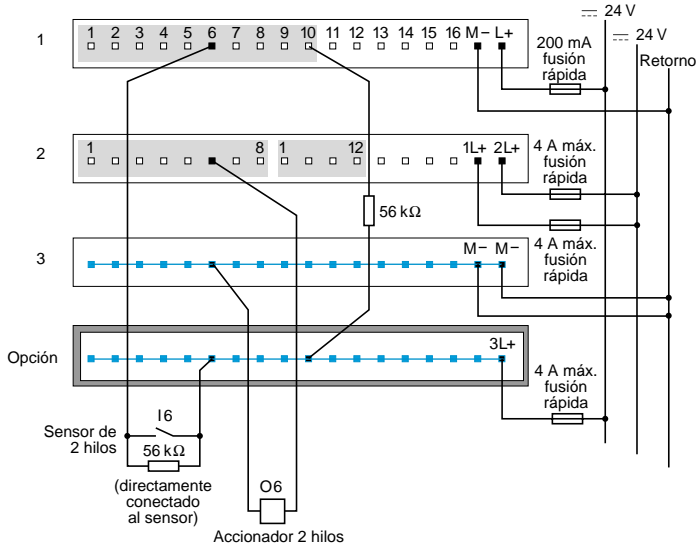 24 V
24 V
Retorno
1
1 2 3 4 5 6 7 8 9 10 11 12 13 14 15 16 M− L+
200 mA
fusión
rápida
2
1 8 1 12 1L+ 2L+
4 A máx.
fusión
rápida
56 kΩ
3
M− M−
4 A máx.
fusión
rápida
Opción
3L+
4 A máx.
fusión
rápida
I6
Sensor de
2 hilos
56 kΩ
(directamente
conectado
al sensor)
O6
Accionador 2 hilos